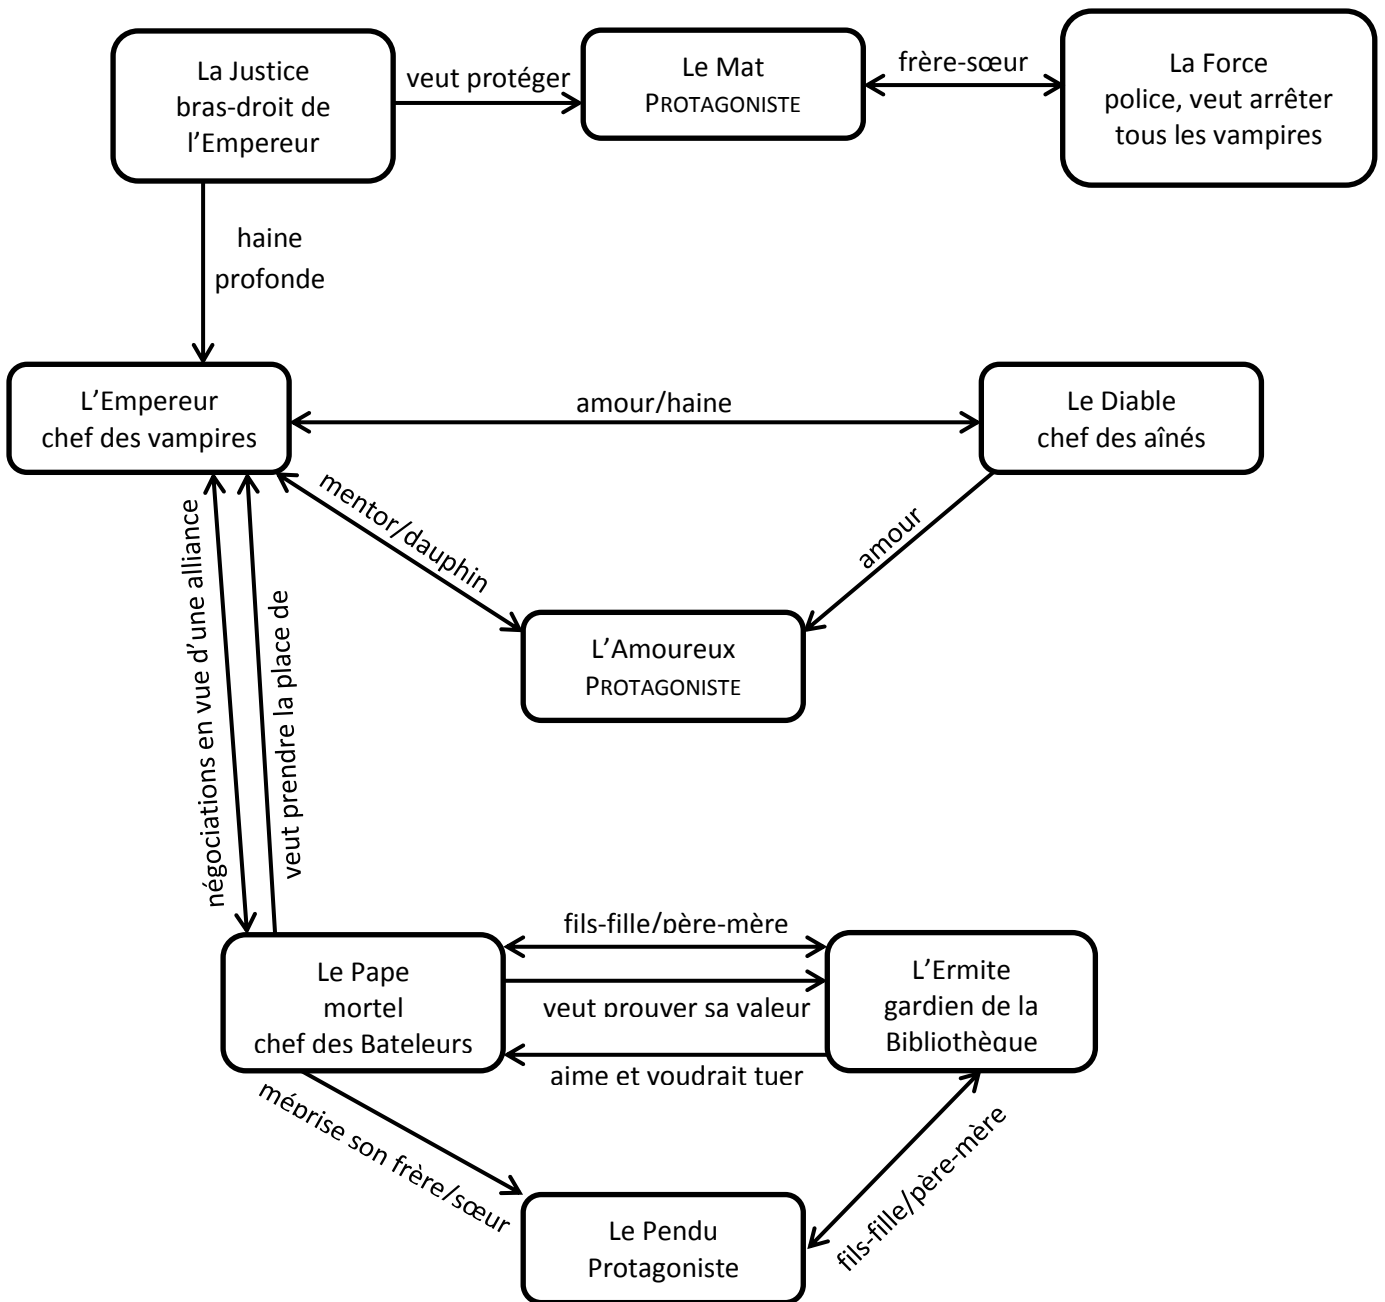 La Justice
bras-droit de
l’Empereur
veut protéger
Le Mat
PROTAGONISTE
frère-sœur
La Force
police, veut arrêter
tous les vampires
haine
profonde
L’Empereur
chef des vampires
amour/haine
Le Diable
chef des aînés
mentor/dauphin
amour
L’Amoureux
PROTAGONISTE
négociations en vue d’une alliance
veut prendre la place de
Le Pape
mortel
chef des Bateleurs
fils-fille/père-mère
veut prouver sa valeur
aime et voudrait tuer
L’Ermite
gardien de la
Bibliothèque
méprise son frère/sœur
fils-fille/père-mère
Le Pendu
Protagoniste